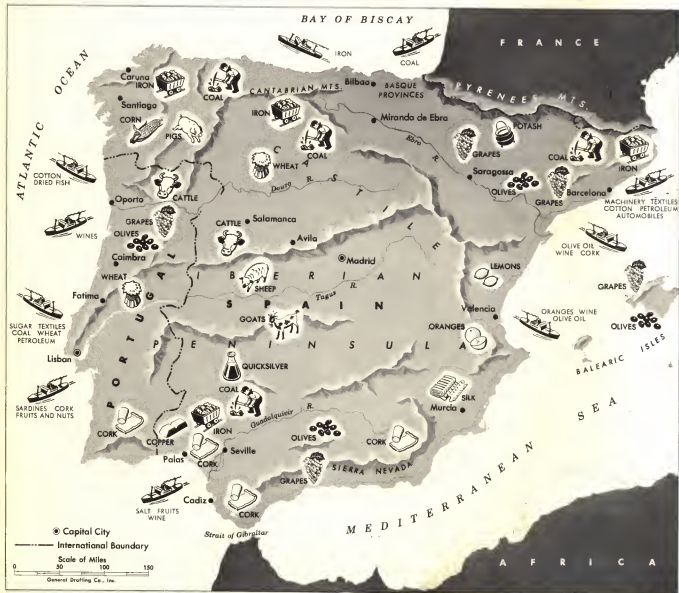 BAY OF BISCAY
IRON
COAL
FRANCE
ATLANTIC OCEAN
Coruna
IRON
COAL
CANTABRIAN MTS.
Bilbao
BASQUE
PROVINCES
PYRENEES MTS.
Santiago
CORN
PIGS
IRON
COAL
Miranda de Ebra
Ebro R.
GRAPES
POTASH
COAL
IRON
WHEAT
CASTILE
Saragossa
OLIVES
GRAPES
Barcelona
MACHINERY TEXTILES
COTTON PETROLEUM
AUTOMOBILES
COTTON
DRIED FISH
CATTLE
Douro R.
Oporto
GRAPES
OLIVES
WINES
CATTLE
Salamanca
Avila
OLIVE OIL
WINE CORK
Coimbra
WHEAT
IBERIAN
Madrid
SHEEP
Tagus R.
LEMONS
GRAPES
Fatima
SPAIN
GOATS
Valencia
ORANGES WINE
OLIVE OIL
OLIVES
SUGAR TEXTILES
COAL WHEAT
PETROLEUM
Lisban
PORTUGAL
PENINSULA
ORANGES
BALEARIC ISLES
QUICKSILVER
COAL
SARDINES CORK
FRUITS AND NUTS
SILK
Murcia
CORK
COPPER
IRON
Guadalquivir R.
OLIVES
CORK
Palas
CORK
Seville
GRAPES
SIERRA NEVADA
MEDITERRANEAN SEA
SALT FRUITS
WINE
Cadiz
CORK
Strait of Gibraltar
AFRICA
Capital City
International Boundary
Scale of Miles
0 50 100 150
General Drafting Co., Inc.